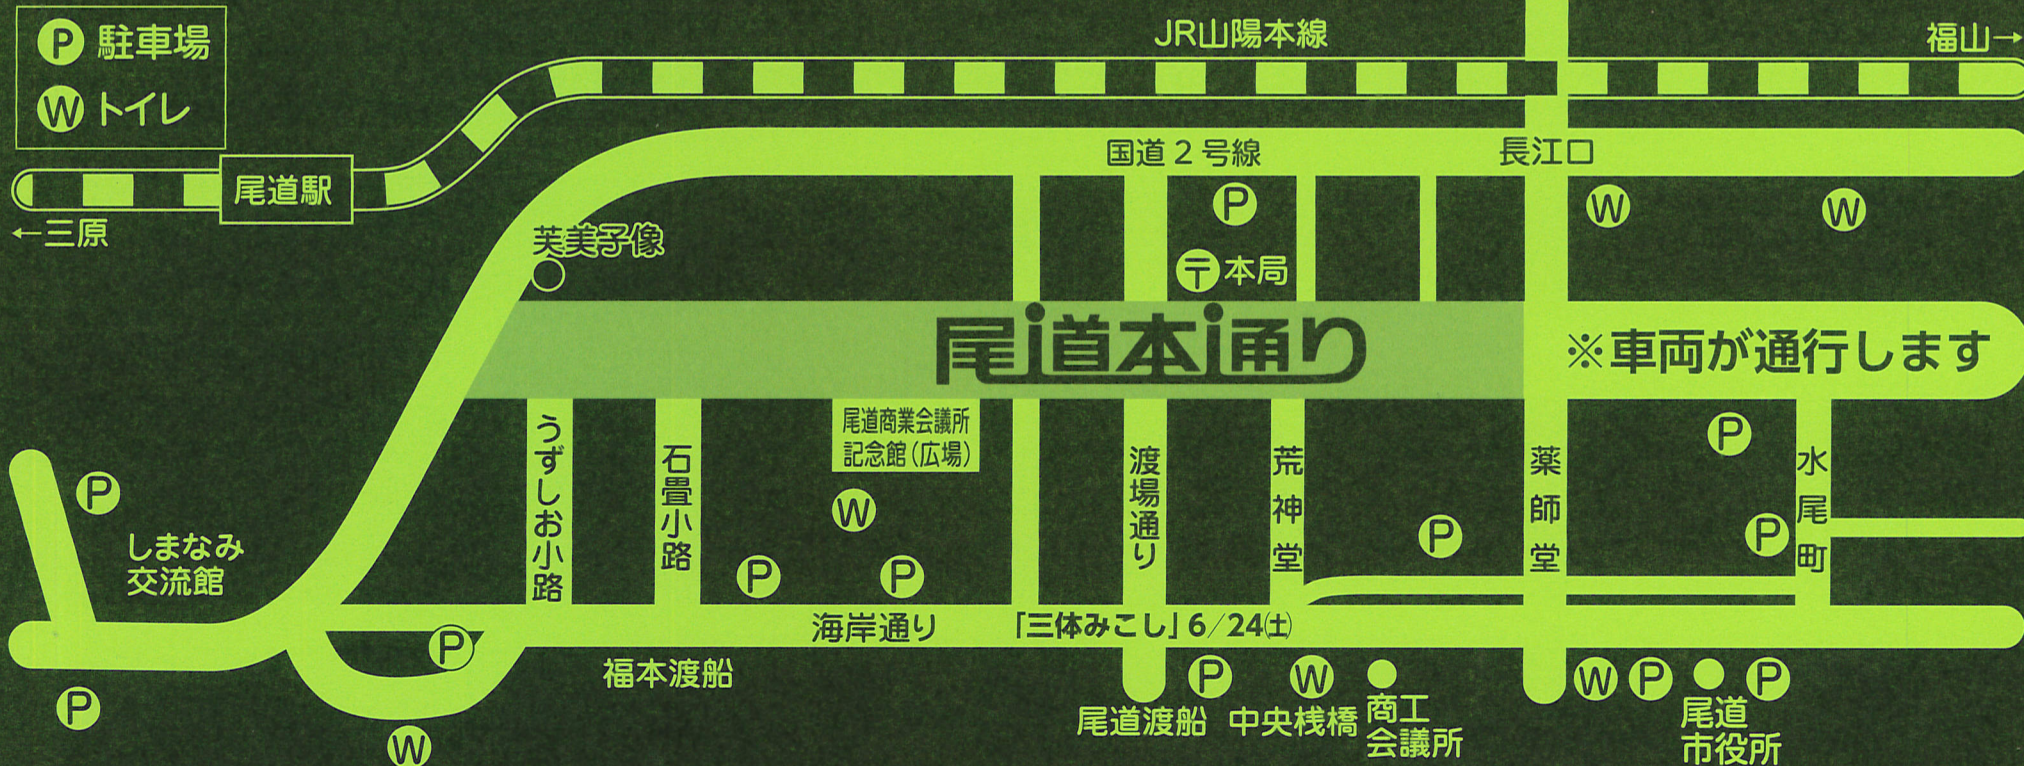 P 駐車場
W トイレ
JR山陽本線
福山→
尾道駅
←三原
国道2号線
長江口
芙美子像
P
W
W
〒本局
尾道本通り
※車両が通行します
尾道商業会議所
記念館(広場)
うずしお小路
石畳小路
渡場通り
荒神堂
薬師堂
水尾町
P
P
W
P
P
P
P
しまなみ
交流館
海岸通り
「三体みこし」6/24(土)
P
P
W
福本渡船
P
尾道渡船
W
中央桟橋
商工
会議所
W
P
尾道
市役所
P